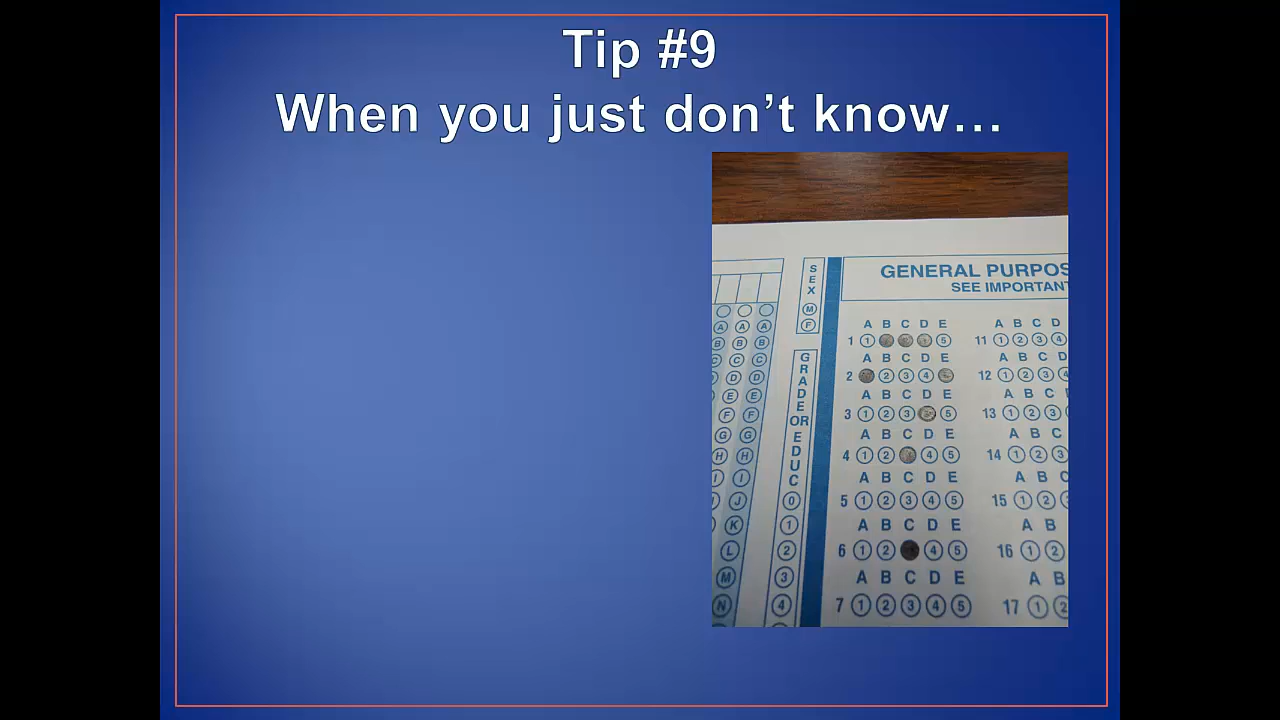 Tip #9
When you just don’t know…
SEX
M
F
GRADE OR EDUC
0
1
2
3
4
A A
B B
C C
D D
E E
F F
G G
H H
I I
J J
K
L
M
N
GENERAL PURPOS
SEE IMPORTANT
A B C D E
1 1 5
A B C D E
2 2 3 4
A B C D E
3 1 2 3 5
A B C D E
4 1 2 4 5
A B C D E
5 1 2 3 4 5
A B C D E
6 1 2 4 5
A B C D E
7 1 2 3 4 5
A B C D
11 1 2 3 4
A B C D
12 1 2 3 4
A B C
13 1 2 3
A B C
14 1 2 3
A B C
15 1 2
A B
16 1 2
A B
17 1 2